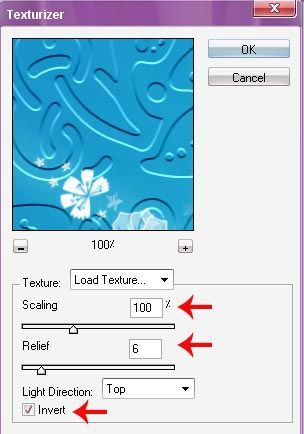 Texturizer
OK
Cancel
100%
Texture: Load Texture...
Scaling 100 %
Relief 6
Light Direction: Top
Invert